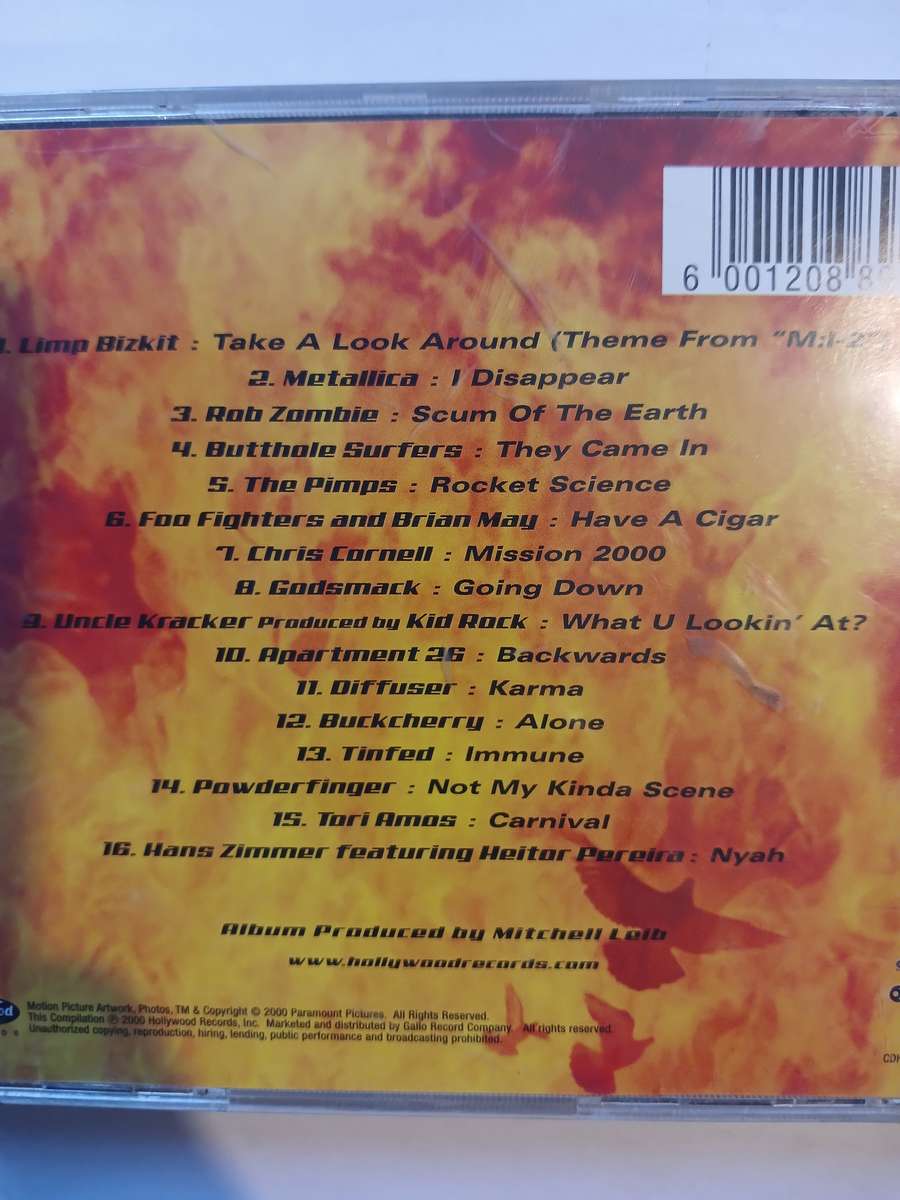 6 001208 8
1. Limp Bizkit : Take A Look Around (Theme From "M:I-2")
2. Metallica : I Disappear
3. Rob Zombie : Scum Of The Earth
4. Butthole Surfers : They Came In
5. The Pimps : Rocket Science
6. Foo Fighters and Brian May : Have A Cigar
7. Chris Cornell : Mission 2000
8. Godsmack : Going Down
9. Uncle Kracker Produced by Kid Rock : What U Lookin' At?
10. Apartment 26 : Backwards
11. Diffuser : Karma
12. Buckcherry : Alone
13. Tinfed : Immune
14. Powderfinger : Not My Kinda Scene
15. Tori Amos : Carnival
16. Hans Zimmer featuring Heitor Pereira : Nyah
Album Produced by Mitchell Leib
www.hollywoodrecords.com
Motion Picture Artwork, Photos, TM & Copyright © 2000 Paramount Pictures. All Rights Reserved.
This Compilation ℗ 2000 Hollywood Records, Inc. Marketed and distributed by Gallo Record Company. All rights reserved.
Unauthorized copying, reproduction, hiring, lending, public performance and broadcasting prohibited.